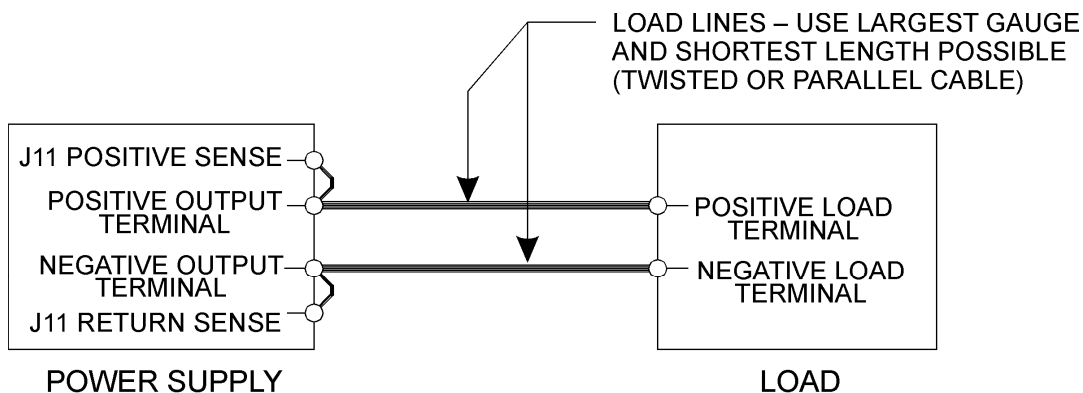 LOAD LINES – USE LARGEST GAUGE
AND SHORTEST LENGTH POSSIBLE
(TWISTED OR PARALLEL CABLE)
J11 POSITIVE SENSE
POSITIVE OUTPUT
TERMINAL
NEGATIVE OUTPUT
TERMINAL
J11 RETURN SENSE
POSITIVE LOAD
TERMINAL
NEGATIVE LOAD
TERMINAL
POWER SUPPLY
LOAD